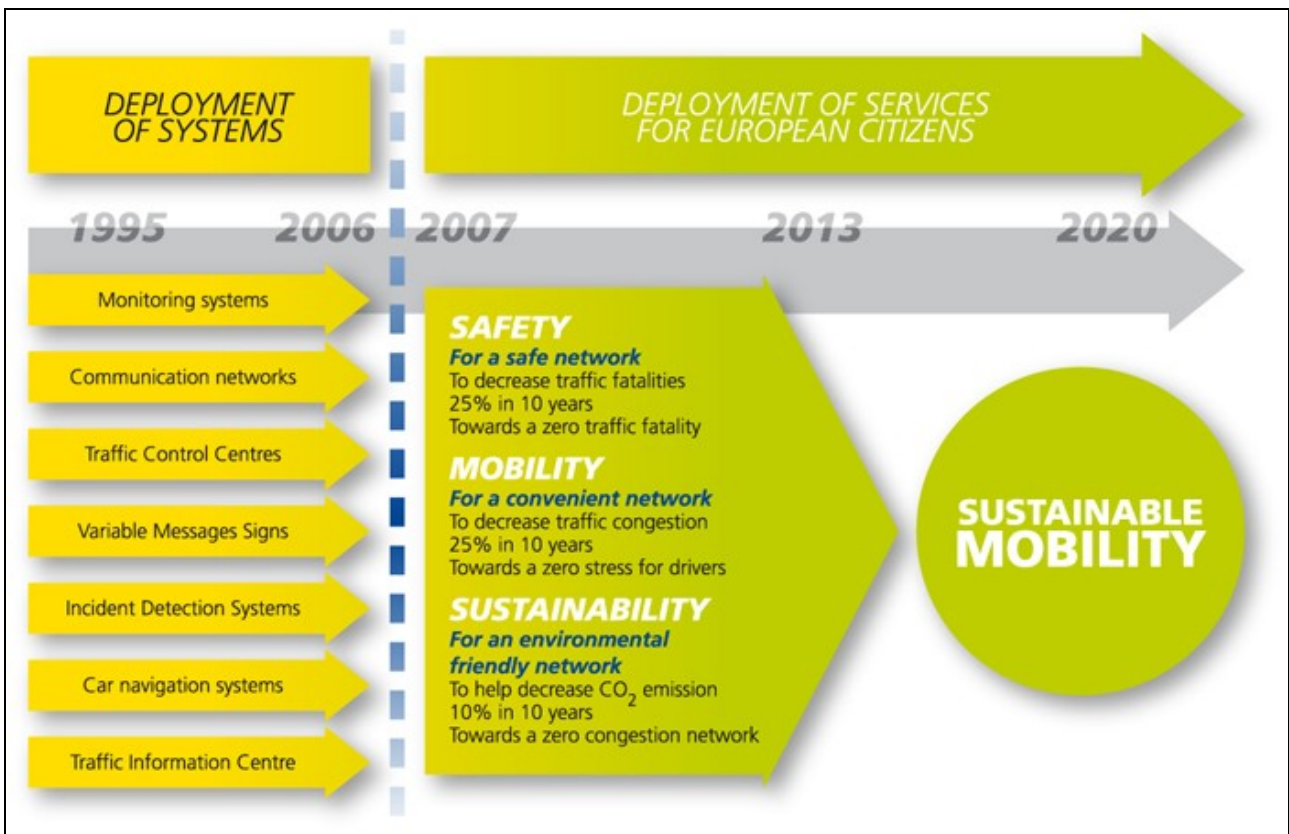 DEPLOYMENT
OF SYSTEMS
DEPLOYMENT OF SERVICES
FOR EUROPEAN CITIZENS
1995
2006
2007
2013
2020
Monitoring systems
Communication networks
Traffic Control Centres
Variable Messages Signs
Incident Detection Systems
Car navigation systems
Traffic Information Centre
SAFETY
For a safe network
To decrease traffic fatalities
25% in 10 years
Towards a zero traffic fatality
MOBILITY
For a convenient network
To decrease traffic congestion
25% in 10 years
Towards a zero stress for drivers
SUSTAINABILITY
For an environmental
friendly network
To help decrease CO₂ emission
10% in 10 years
Towards a zero congestion network
SUSTAINABLE
MOBILITY